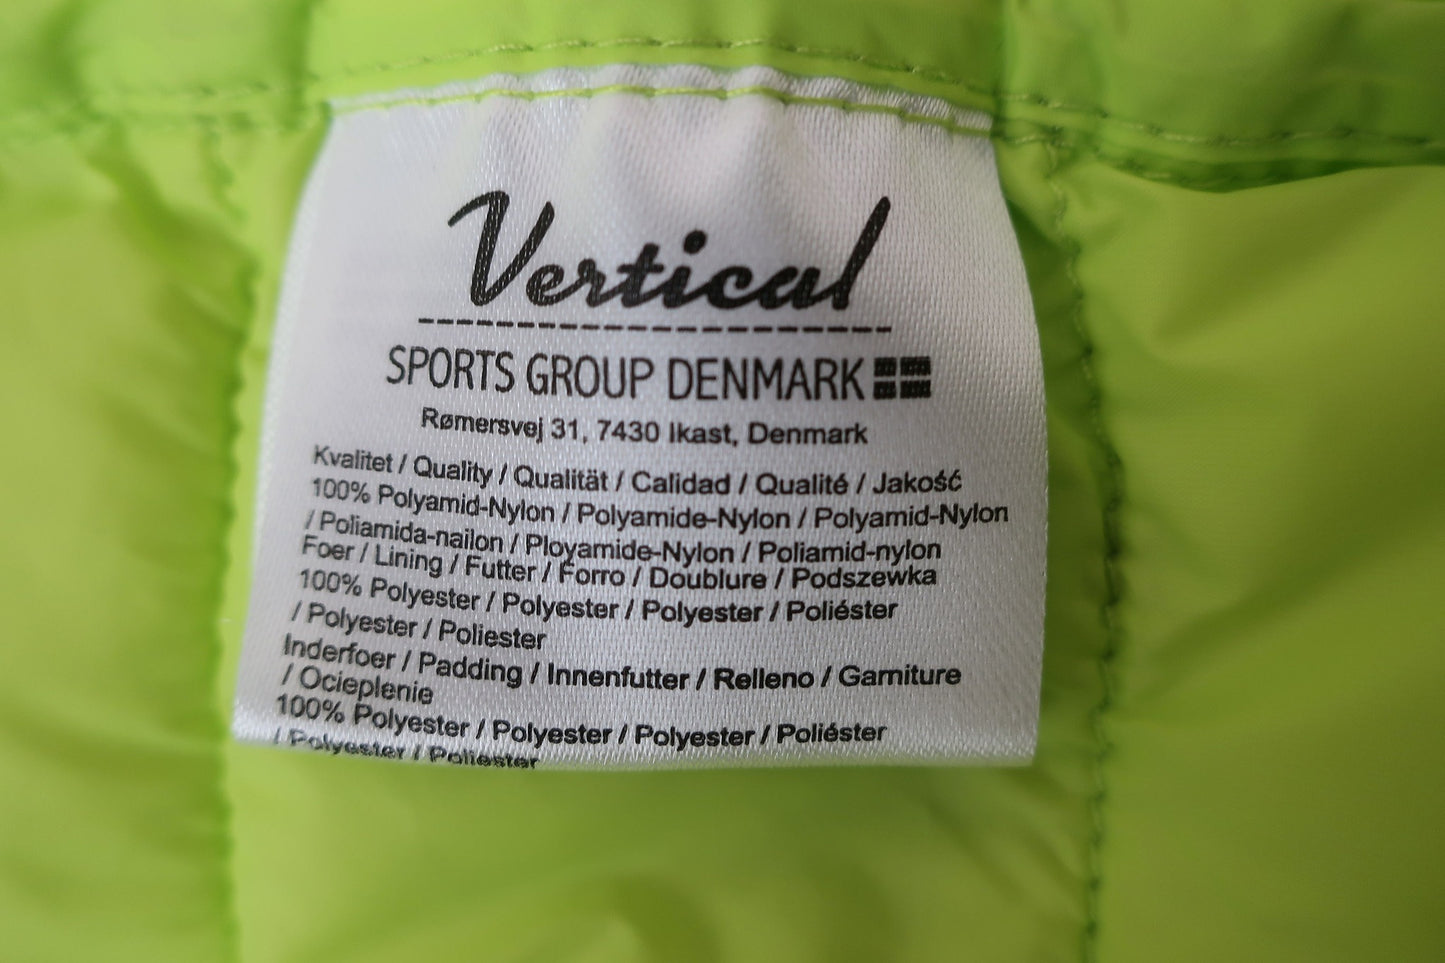 Vertical
SPORTS GROUP DENMARK
Rømersvej 31, 7430 Ikast, Denmark
Kvalitet / Quality / Qualität / Calidad / Qualité / Jakość
100% Polyamid-Nylon / Polyamide-Nylon / Polyamid-Nylon
/ Poliamida-nailon / Ployamide-Nylon / Poliamid-nylon
Foer / Lining / Futter / Forro / Doublure / Podszewka
100% Polyester / Polyester / Polyester / Poliéster
/ Polyester / Poliester
Inderfoer / Padding / Innenfutter / Relleno / Garniture
/ Ocieplenie
100% Polyester / Polyester / Polyester / Poliéster
/ Polyester / Poliester